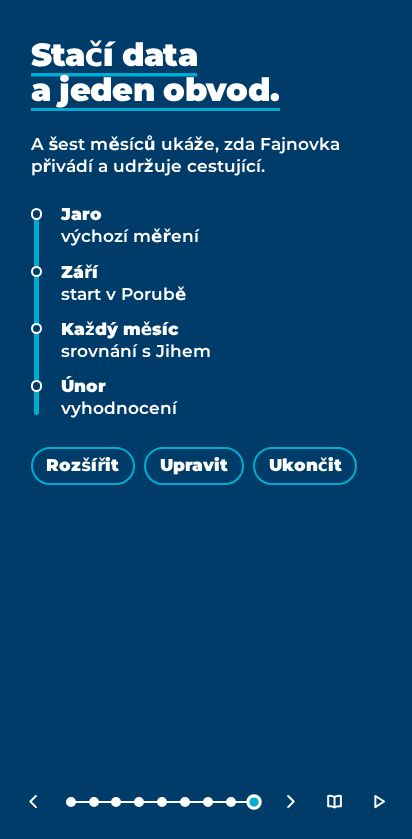 Stačí data
a jeden obvod.
A šest měsíců ukáže, zda Fajnovka
přivádí a udržuje cestující.
Jaro
výchozí měření
Září
start v Porubě
Každý měsíc
srovnání s Jihem
Únor
vyhodnocení
Rozšířit Upravit Ukončit